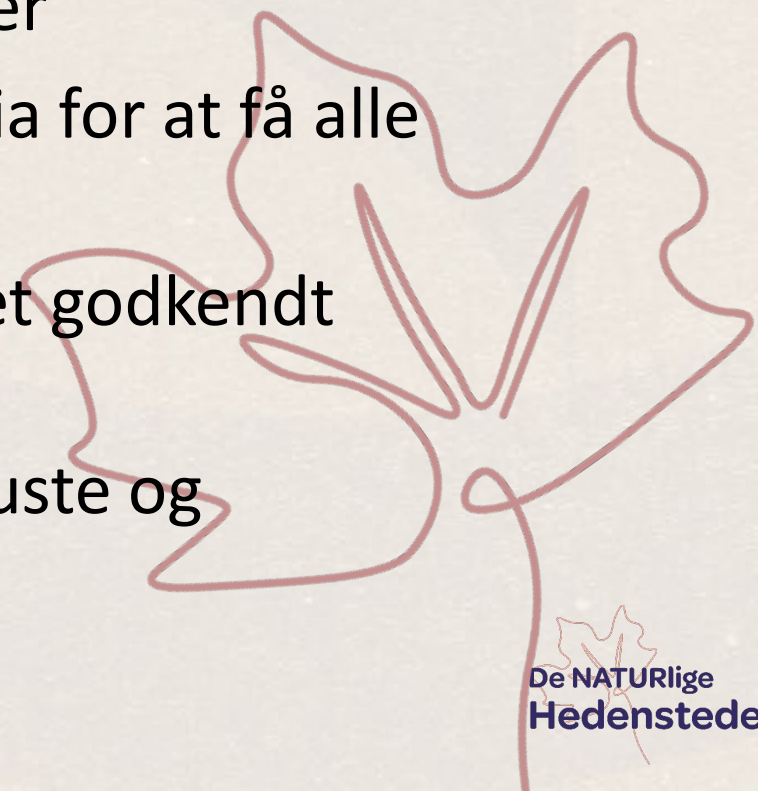 er
ia for at få alle
et godkendt
uste og
De NATURlige
Hedenstede